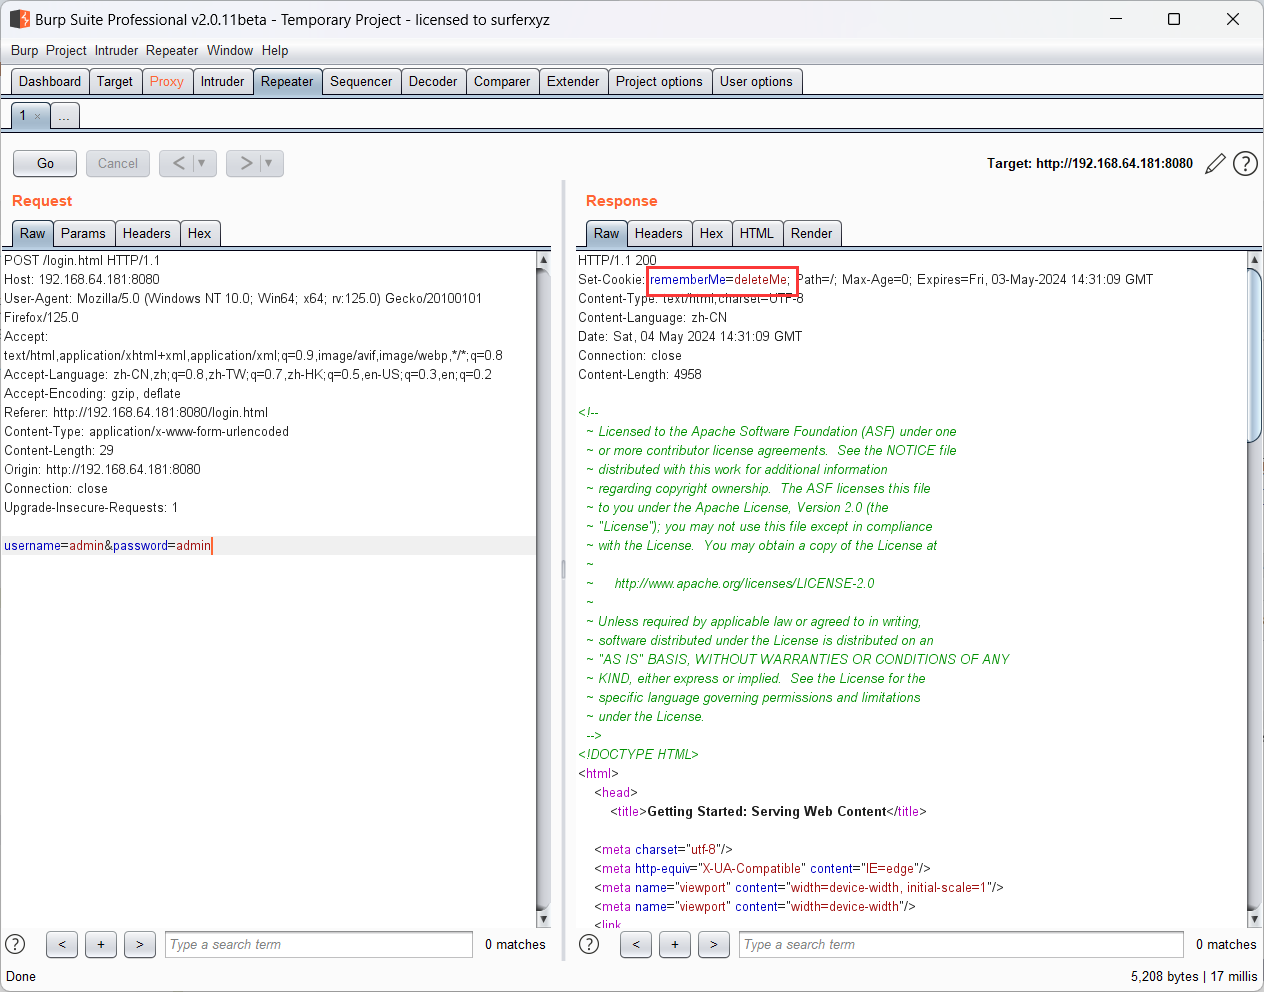 Burp Suite Professional v2.0.11beta - Temporary Project - licensed to surferxyz
Burp Project Intruder Repeater Window Help
Dashboard Target Proxy Intruder Repeater Sequencer Decoder Comparer Extender Project options User options
1 × ...
Go Cancel < ▼ > ▼ Target: http://192.168.64.181:8080 ?
Request
Raw Params Headers Hex
POST /login.html HTTP/1.1
Host: 192.168.64.181:8080
User-Agent: Mozilla/5.0 (Windows NT 10.0; Win64; x64; rv:125.0) Gecko/20100101
Firefox/125.0
Accept:
text/html,application/xhtml+xml,application/xml;q=0.9,image/avif,image/webp,*/*;q=0.8
Accept-Language: zh-CN,zh;q=0.8,zh-TW;q=0.7,zh-HK;q=0.5,en-US;q=0.3,en;q=0.2
Accept-Encoding: gzip, deflate
Referer: http://192.168.64.181:8080/login.html
Content-Type: application/x-www-form-urlencoded
Content-Length: 29
Origin: http://192.168.64.181:8080
Connection: close
Upgrade-Insecure-Requests: 1
username=admin&password=admin
? < + > Type a search term 0 matches
Response
Raw Headers Hex HTML Render
HTTP/1.1 200
Set-Cookie: rememberMe=deleteMe; Path=/; Max-Age=0; Expires=Fri, 03-May-2024 14:31:09 GMT
Content-Type: text/html;charset=UTF-8
Content-Language: zh-CN
Date: Sat, 04 May 2024 14:31:09 GMT
Connection: close
Content-Length: 4958
<!--
~ Licensed to the Apache Software Foundation (ASF) under one
~ or more contributor license agreements. See the NOTICE file
~ distributed with this work for additional information
~ regarding copyright ownership. The ASF licenses this file
~ to you under the Apache License, Version 2.0 (the
~ "License"); you may not use this file except in compliance
~ with the License. You may obtain a copy of the License at
~
~ http://www.apache.org/licenses/LICENSE-2.0
~
~ Unless required by applicable law or agreed to in writing,
~ software distributed under the License is distributed on an
~ "AS IS" BASIS, WITHOUT WARRANTIES OR CONDITIONS OF ANY
~ KIND, either express or implied. See the License for the
~ specific language governing permissions and limitations
~ under the License.
-->
<!DOCTYPE HTML>
<html>
<head>
<title>Getting Started: Serving Web Content</title>
<meta charset="utf-8"/>
<meta http-equiv="X-UA-Compatible" content="IE=edge"/>
<meta name="viewport" content="width=device-width, initial-scale=1"/>
<meta name="viewport" content="width=device-width"/>
<link
? < + > Type a search term 0 matches
Done 5,208 bytes | 17 millis